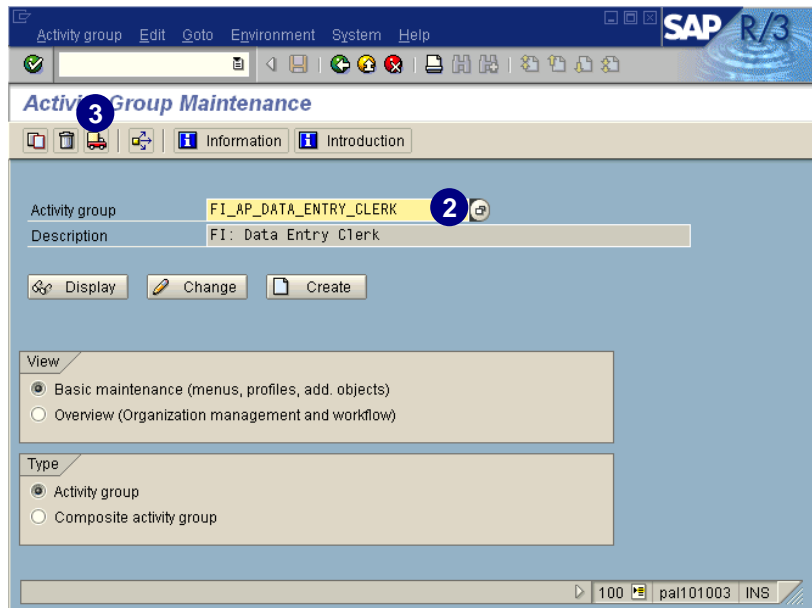 Activity group Edit Goto Environment System Help
SAP R/3
Activity Group Maintenance
3
Information Introduction
Activity group FI_AP_DATA_ENTRY_CLERK 2
Description FI: Data Entry Clerk
Display Change Create
View
Basic maintenance (menus, profiles, add. objects)
Overview (Organization management and workflow)
Type
Activity group
Composite activity group
100 pal101003 INS